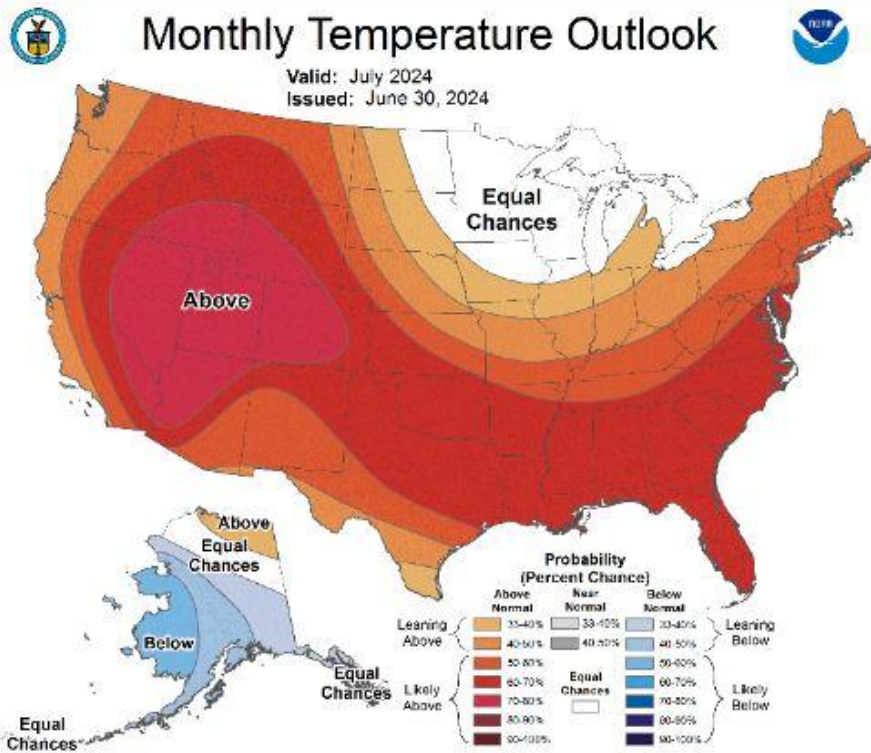 Monthly Temperature Outlook
noaa
Valid: July 2024
Issued: June 30, 2024
Equal
Chances
Above
Above
Equal
Chances
Below
Equal
Chances
Equal
Chances
Probability
(Percent Chance)
Above
Normal
Near
Normal
Below
Normal
Leaning
Above
33-40%
33-40%
33-40%
Leaning
Below
40-50%
40-50%
40-50%
Likely
Above
50-60%
60-70%
70-80%
80-90%
90-100%
Equal
Chances
50-60%
60-70%
70-80%
80-90%
90-100%
Likely
Below